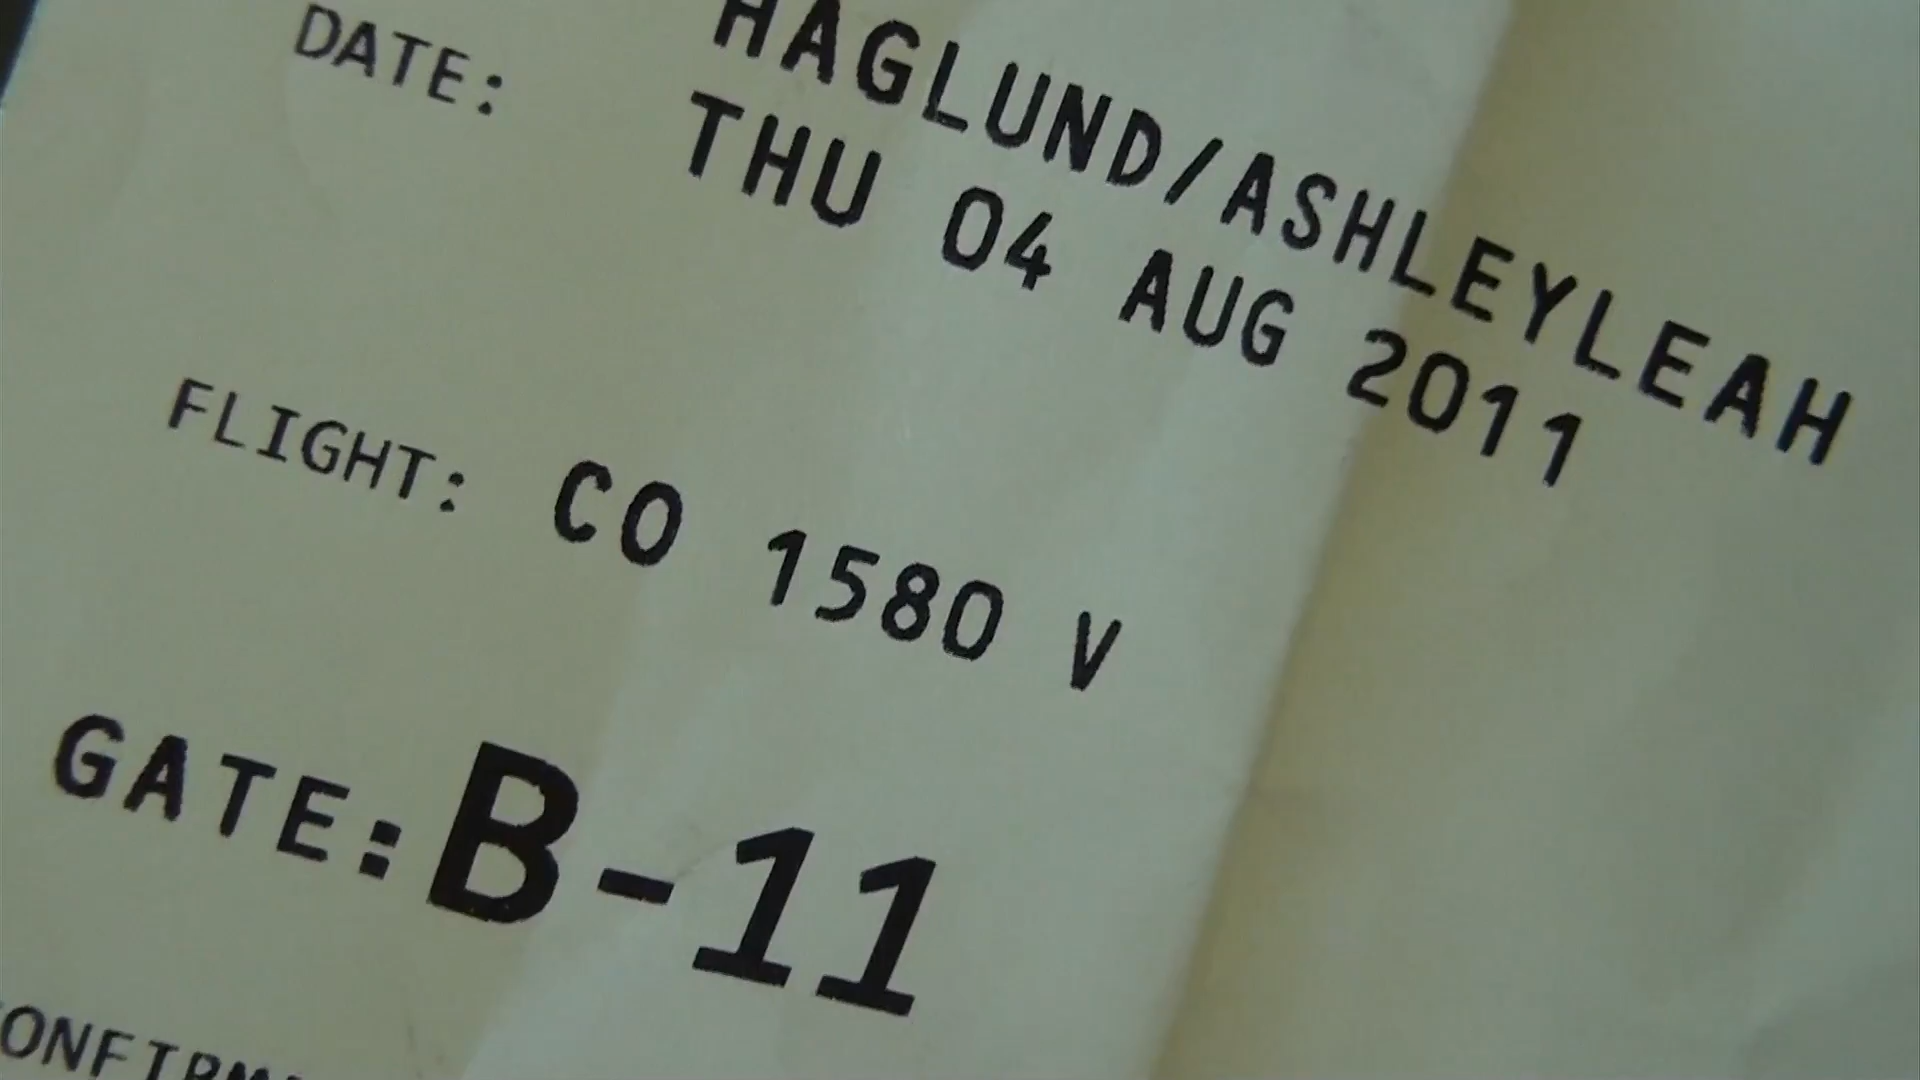 HAGLUND/ASHLEYLEAH
DATE: THU 04 AUG 2011
FLIGHT: CO 1580 V
GATE: B-11